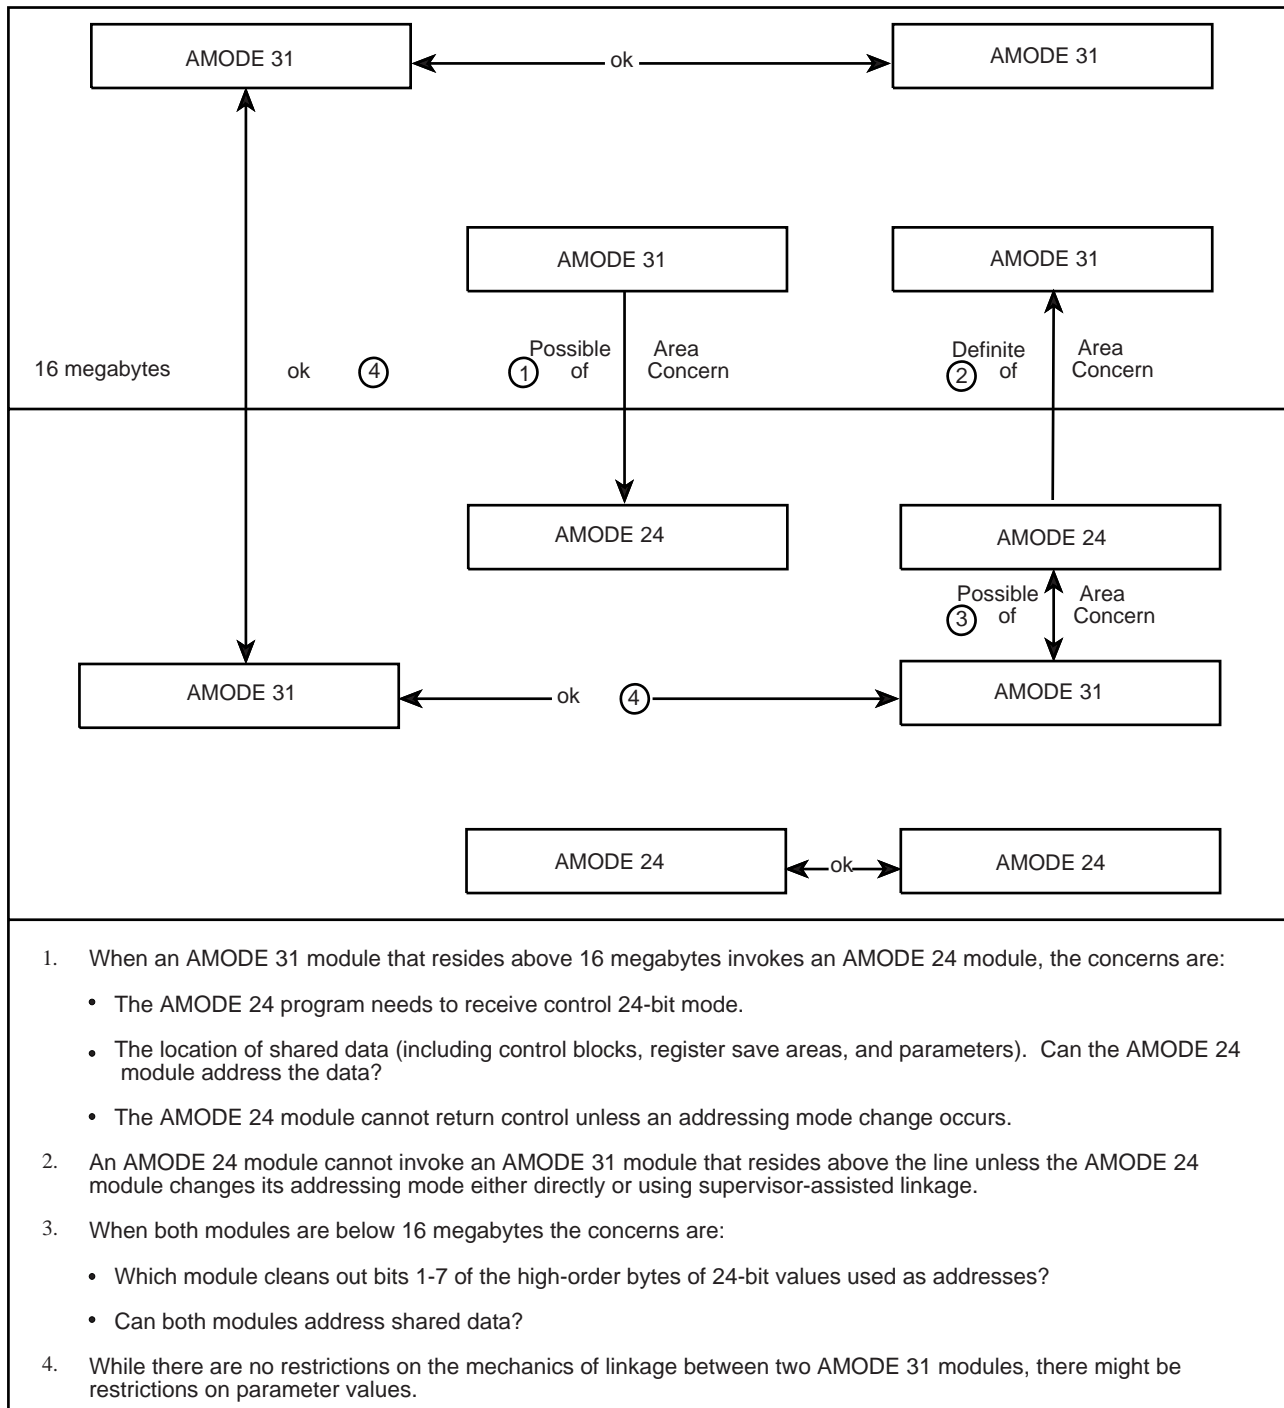 AMODE 31
ok
AMODE 31
AMODE 31
AMODE 31
16 megabytes
ok
4
Possible Area
1 of Concern
Definite Area
2 of Concern
AMODE 24
AMODE 24
Possible Area
3 of Concern
AMODE 31
ok
4
AMODE 31
AMODE 24
ok
AMODE 24
1. When an AMODE 31 module that resides above 16 megabytes invokes an AMODE 24 module, the concerns are:
• The AMODE 24 program needs to receive control 24-bit mode.
• The location of shared data (including control blocks, register save areas, and parameters). Can the AMODE 24
module address the data?
• The AMODE 24 module cannot return control unless an addressing mode change occurs.
2. An AMODE 24 module cannot invoke an AMODE 31 module that resides above the line unless the AMODE 24
module changes its addressing mode either directly or using supervisor-assisted linkage.
3. When both modules are below 16 megabytes the concerns are:
• Which module cleans out bits 1-7 of the high-order bytes of 24-bit values used as addresses?
• Can both modules address shared data?
4. While there are no restrictions on the mechanics of linkage between two AMODE 31 modules, there might be
restrictions on parameter values.